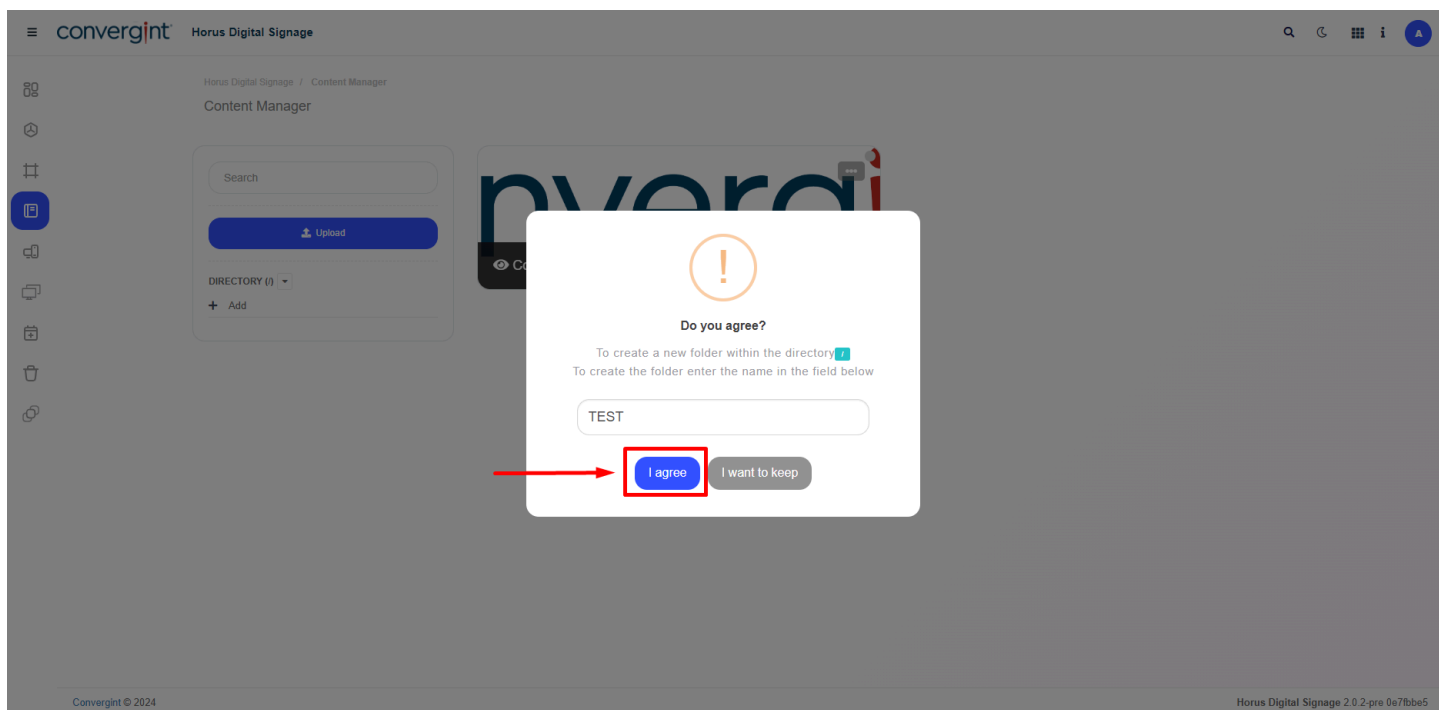 convergint Horus Digital Signage
i A
Horus Digital Signage / Content Manager
Content Manager
Search
Upload
DIRECTORY (/)
+ Add
nvergi
Co
!
Do you agree?
To create a new folder within the directory /
To create the folder enter the name in the field below
TEST
I agree I want to keep
Convergint © 2024 Horus Digital Signage 2.0.2-pre 0e7fbbe5